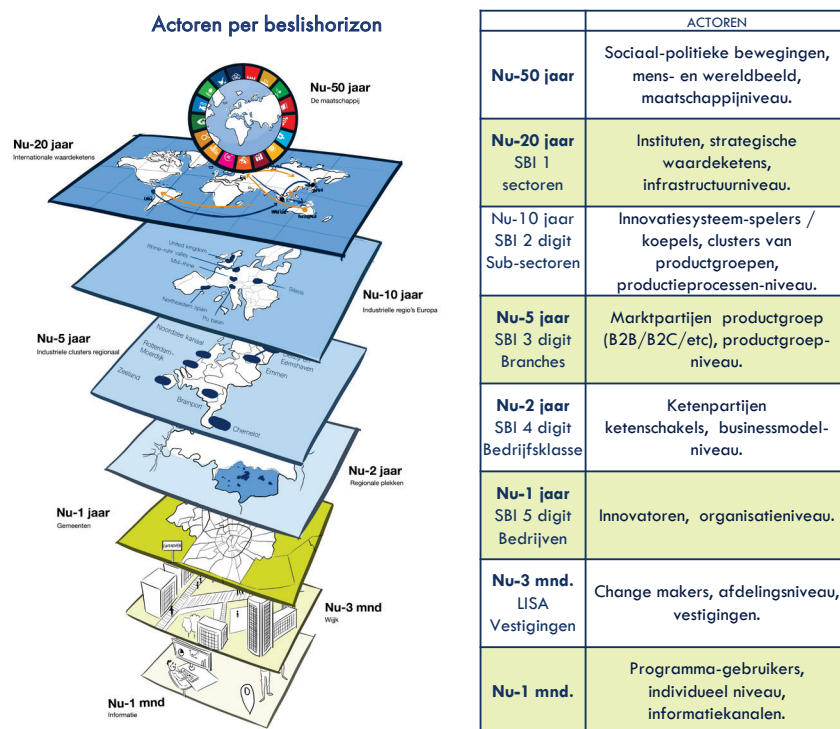 Actoren per beslishorizon
Nu-50 jaar
De maatschappij
Nu-20 jaar
Internationale waardeketens
United kingdom
Rhine-ruhr valley
Mid-rhine
Silesia
Northeastern spain
Po basin
Nu-10 jaar
Industriele regio's Europa
Nu-5 jaar
Industriele clusters regionaal
Noordzee kanaal
Rotterdam-
Moerdijk
Zeeland
Eemshaven
Emmen
Brainport
Chemelot
Nu-2 jaar
Regionale plekken
Nu-1 jaar
Gemeenten
Nu-3 mnd
Wijk
Nu-1 mnd
Informatie
ACTOREN
Nu-50 jaar
Sociaal-politieke bewegingen,
mens- en wereldbeeld,
maatschappijniveau.
Nu-20 jaar
SBI 1
sectoren
Instituten, strategische
waardeketens,
infrastructuurniveau.
Nu-10 jaar
SBI 2 digit
Sub-sectoren
Innovatiesysteem-spelers /
koepels, clusters van
productgroepen,
productieprocessen-niveau.
Nu-5 jaar
SBI 3 digit
Branches
Marktpartijen productgroep
(B2B/B2C/etc), productgroep-
niveau.
Nu-2 jaar
SBI 4 digit
Bedrijfsklasse
Ketenpartijen
ketenschakels, businessmodel-
niveau.
Nu-1 jaar
SBI 5 digit
Bedrijven
Innovatoren, organisatieniveau.
Nu-3 mnd.
LISA
Vestigingen
Change makers, afdelingsniveau,
vestigingen.
Nu-1 mnd.
Programma-gebruikers,
individueel niveau,
informatiekanalen.